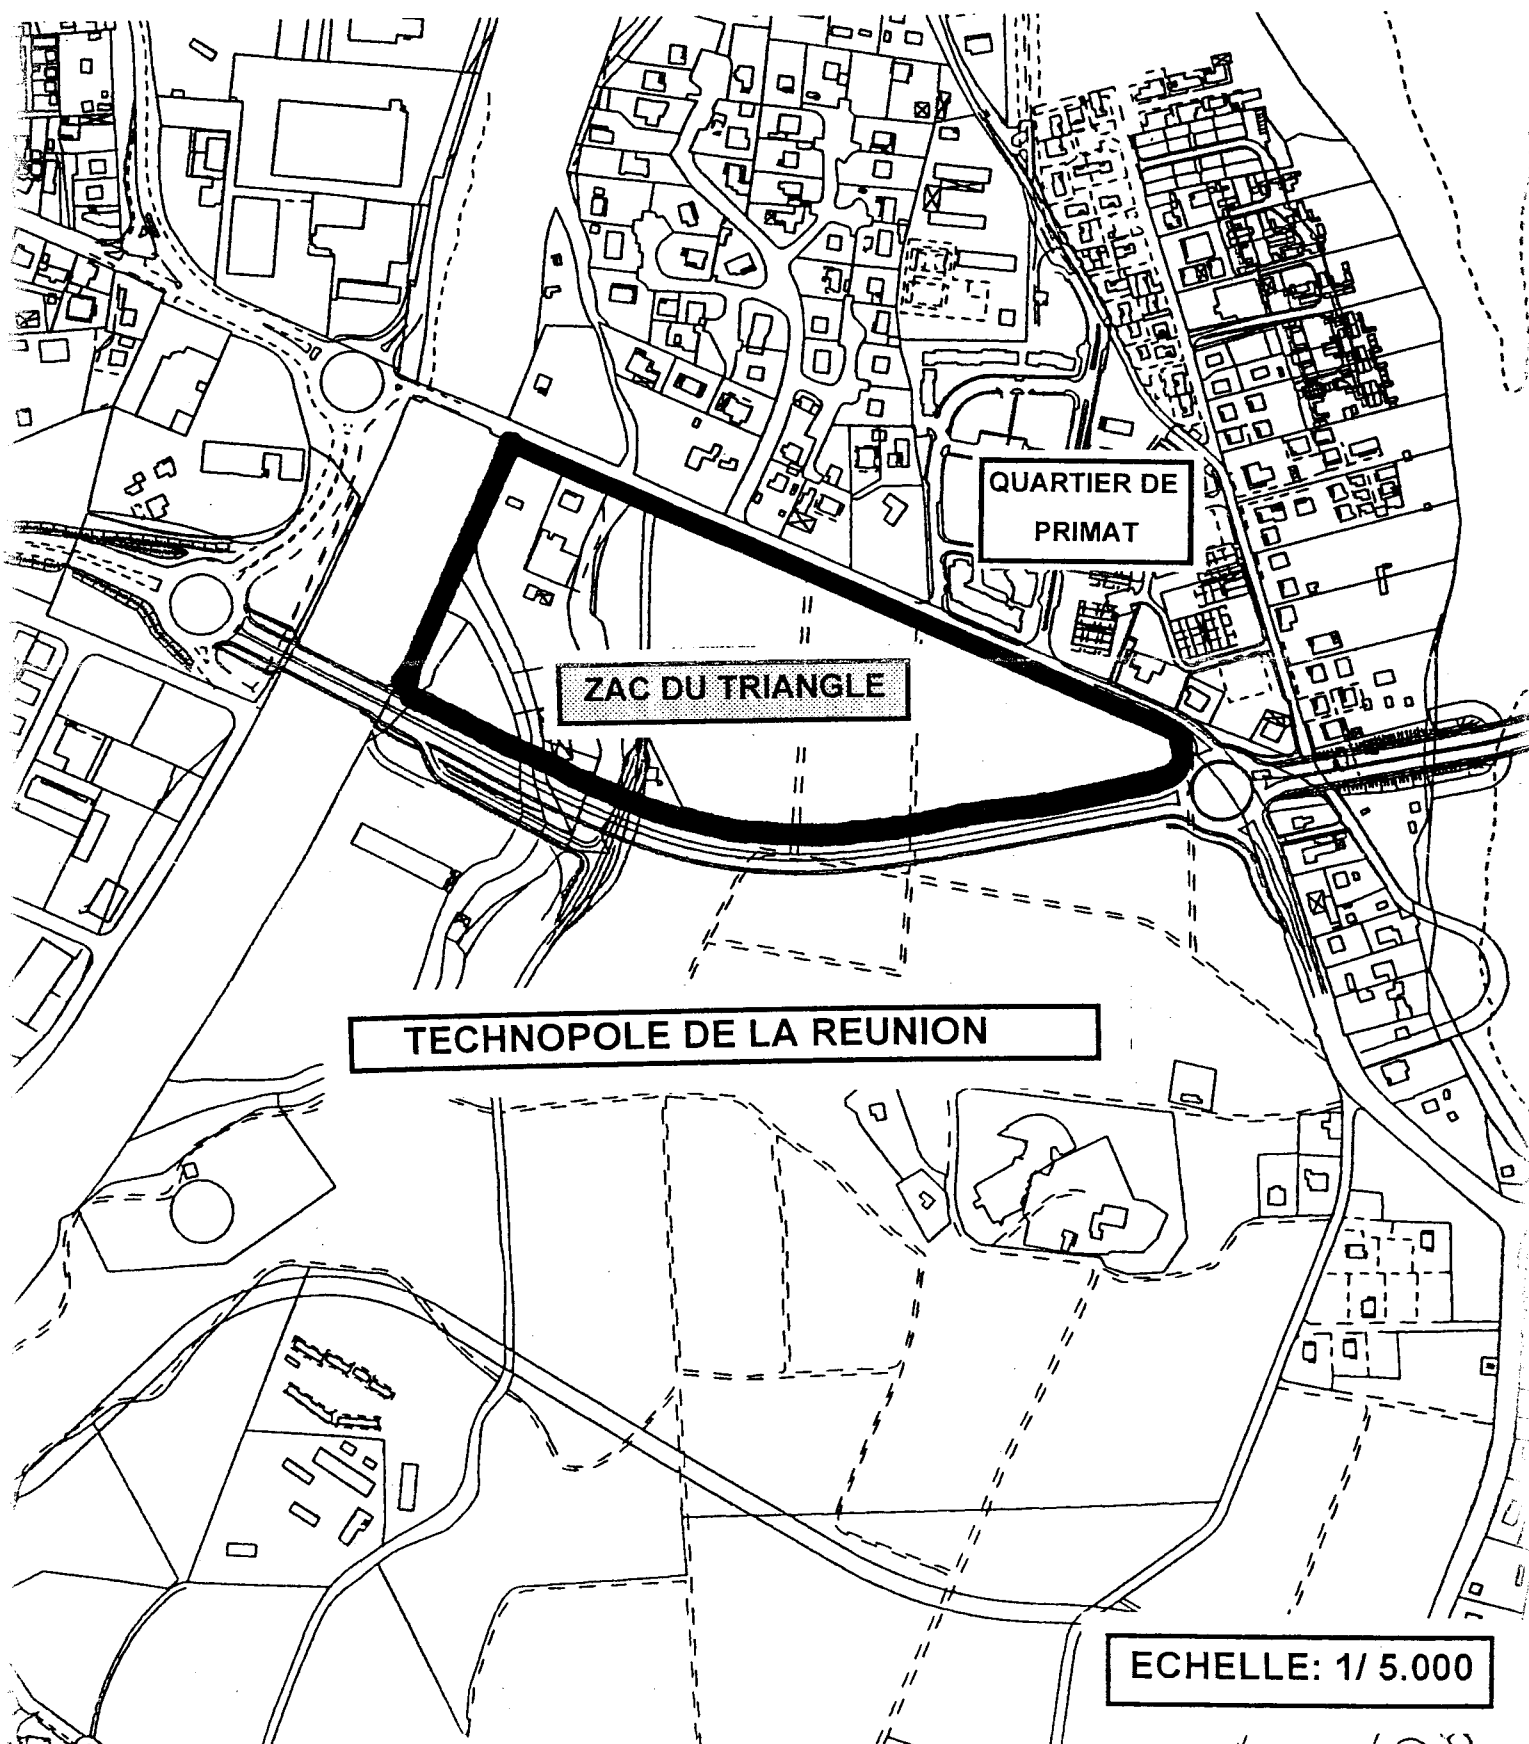 QUARTIER DE
PRIMAT
ZAC DU TRIANGLE
TECHNOPOLE DE LA REUNION
ECHELLE: 1/ 5.000